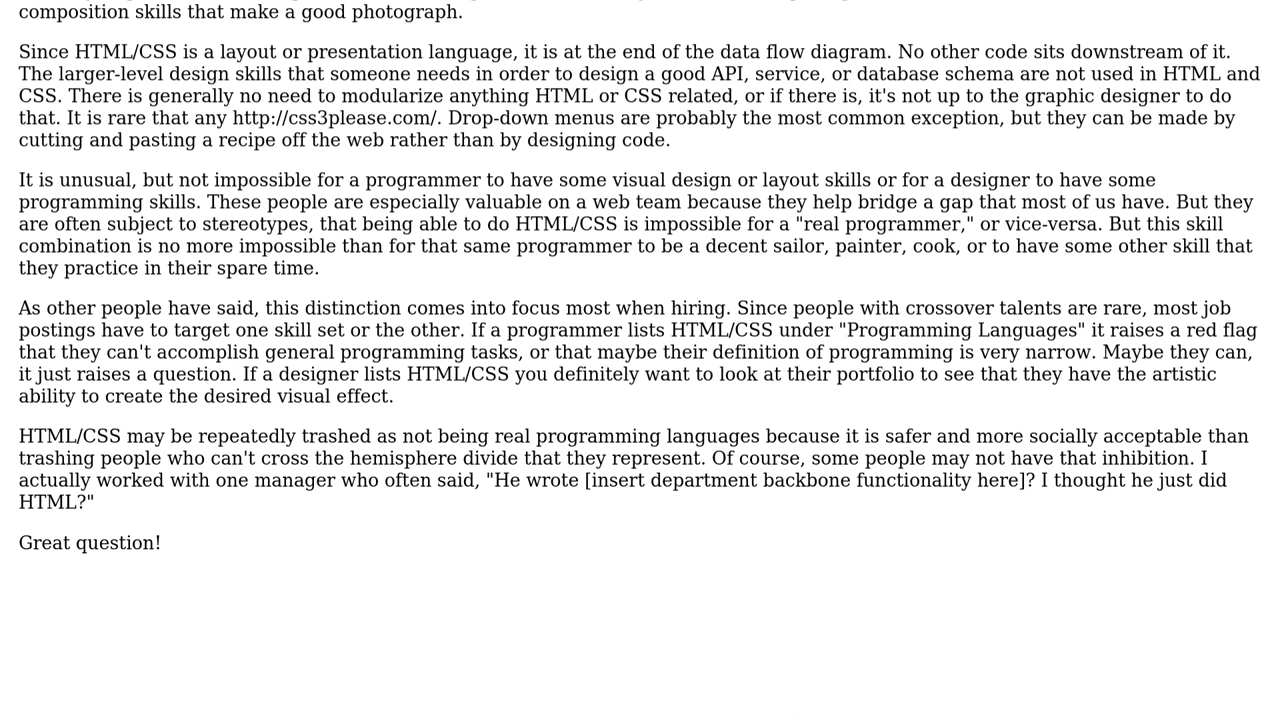 composition skills that make a good photograph.
Since HTML/CSS is a layout or presentation language, it is at the end of the data flow diagram. No other code sits downstream of it.
The larger-level design skills that someone needs in order to design a good API, service, or database schema are not used in HTML and
CSS. There is generally no need to modularize anything HTML or CSS related, or if there is, it's not up to the graphic designer to do
that. It is rare that any http://css3please.com/. Drop-down menus are probably the most common exception, but they can be made by
cutting and pasting a recipe off the web rather than by designing code.
It is unusual, but not impossible for a programmer to have some visual design or layout skills or for a designer to have some
programming skills. These people are especially valuable on a web team because they help bridge a gap that most of us have. But they
are often subject to stereotypes, that being able to do HTML/CSS is impossible for a "real programmer," or vice-versa. But this skill
combination is no more impossible than for that same programmer to be a decent sailor, painter, cook, or to have some other skill that
they practice in their spare time.
As other people have said, this distinction comes into focus most when hiring. Since people with crossover talents are rare, most job
postings have to target one skill set or the other. If a programmer lists HTML/CSS under "Programming Languages" it raises a red flag
that they can't accomplish general programming tasks, or that maybe their definition of programming is very narrow. Maybe they can,
it just raises a question. If a designer lists HTML/CSS you definitely want to look at their portfolio to see that they have the artistic
ability to create the desired visual effect.
HTML/CSS may be repeatedly trashed as not being real programming languages because it is safer and more socially acceptable than
trashing people who can't cross the hemisphere divide that they represent. Of course, some people may not have that inhibition. I
actually worked with one manager who often said, "He wrote [insert department backbone functionality here]? I thought he just did
HTML?"
Great question!